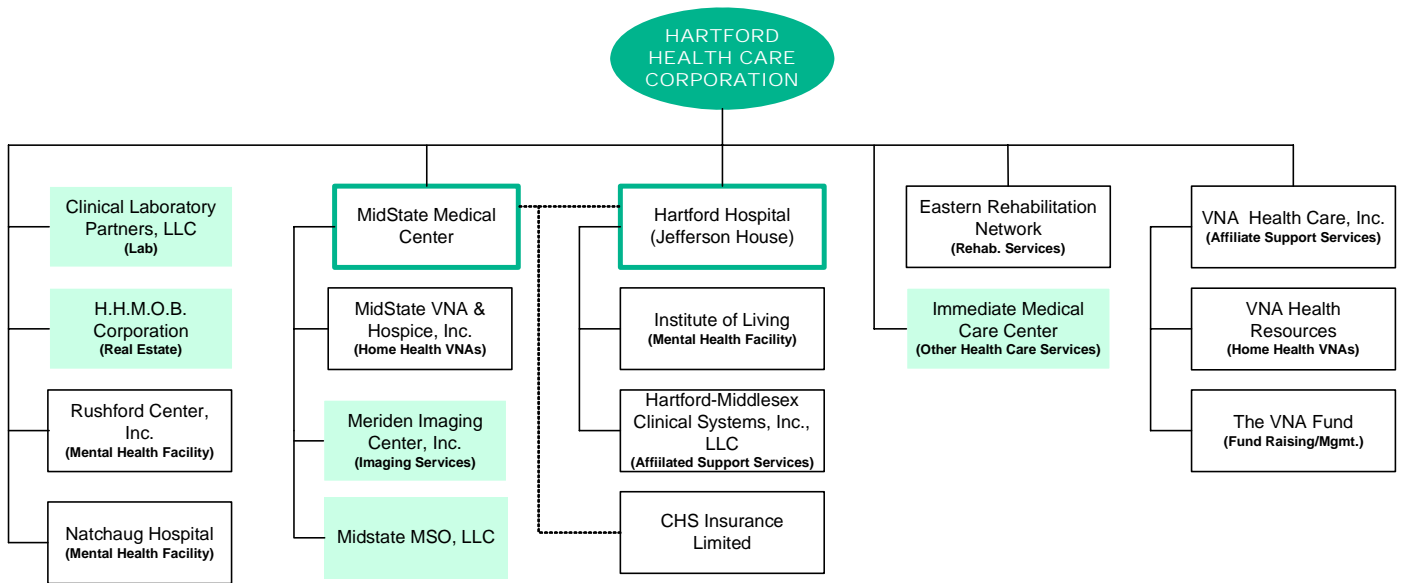 HARTFORD
HEALTH CARE
CORPORATION
Clinical Laboratory
Partners, LLC
(Lab)
H.H.M.O.B.
Corporation
(Real Estate)
Rushford Center,
Inc.
(Mental Health Facility)
Natchaug Hospital
(Mental Health Facility)
MidState Medical
Center
MidState VNA &
Hospice, Inc.
(Home Health VNAs)
Meriden Imaging
Center, Inc.
(Imaging Services)
Midstate MSO, LLC
Hartford Hospital
(Jefferson House)
Institute of Living
(Mental Health Facility)
Hartford-Middlesex
Clinical Systems, Inc.,
LLC
(Affiilated Support Services)
CHS Insurance
Limited
Eastern Rehabilitation
Network
(Rehab. Services)
Immediate Medical
Care Center
(Other Health Care Services)
VNA Health Care, Inc.
(Affiliate Support Services)
VNA Health
Resources
(Home Health VNAs)
The VNA Fund
(Fund Raising/Mgmt.)